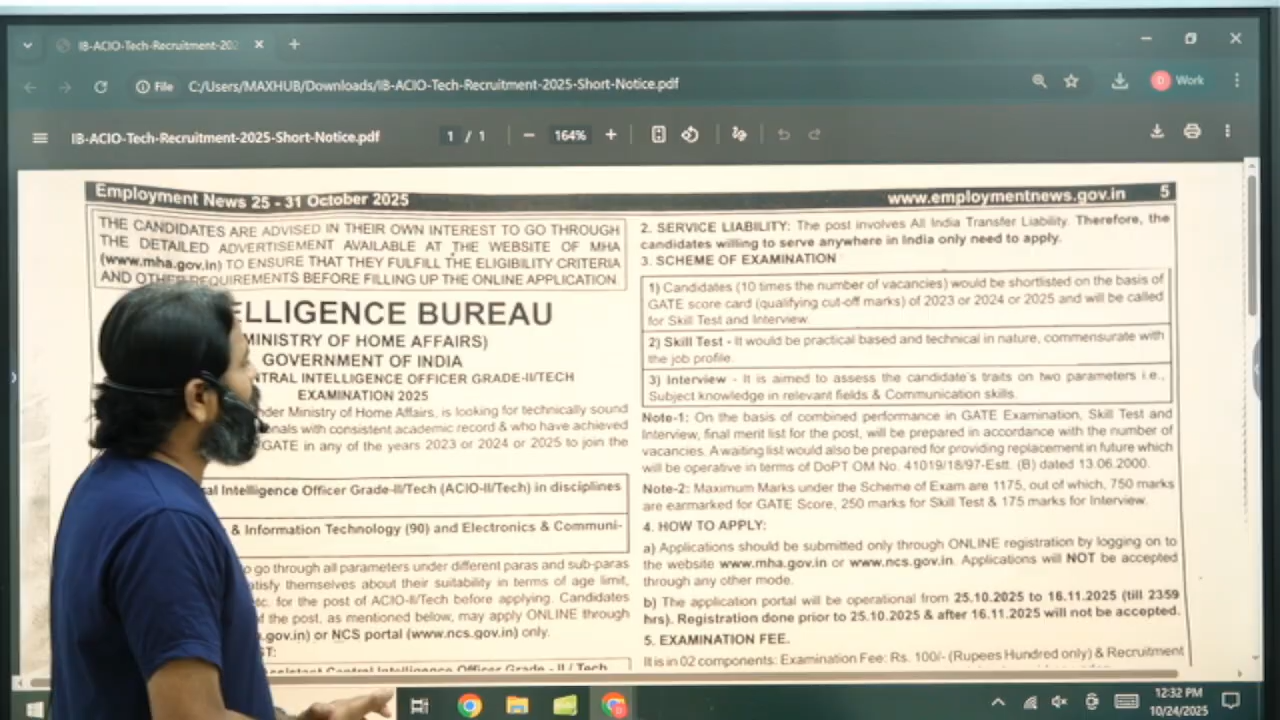 IB-ACIO-Tech-Recruitment-202
File
C:/Users/MAXHUB/Downloads/IB-ACIO-Tech-Recruitment-2025-Short-Notice.pdf
Work
IB-ACIO-Tech-Recruitment-2025-Short-Notice.pdf
1 / 1
164%
Employment News 25 - 31 October 2025
www.employmentnews.gov.in 5
THE CANDIDATES ARE ADVISED IN THEIR OWN INTEREST TO GO THROUGH
THE DETAILED ADVERTISEMENT AVAILABLE AT THE WEBSITE OF MHA
(www.mha.gov.in) TO ENSURE THAT THEY FULFILL THE ELIGIBILITY CRITERIA
AND OTHER REQUIREMENTS BEFORE FILLING UP THE ONLINE APPLICATION.
ELLIGENCE BUREAU
MINISTRY OF HOME AFFAIRS)
GOVERNMENT OF INDIA
NTRAL INTELLIGENCE OFFICER GRADE-II/TECH
EXAMINATION 2025
nder Ministry of Home Affairs, is looking for technically sound
onals with consistent academic record & who have achieved
GATE in any of the years 2023 or 2024 or 2025 to join the
al Intelligence Officer Grade-II/Tech (ACIO-II/Tech) in disciplines
& Information Technology (90) and Electronics & Communi-
o go through all parameters under different paras and sub-paras
atisfy themselves about their suitability in terms of age limit,
etc. for the post of ACIO-II/Tech before applying. Candidates
f the post, as mentioned below, may apply ONLINE through
.gov.in) or NCS portal (www.ncs.gov.in) only.
ST:
Assistant Central Intelligence Officer Grade - II / Tech
2. SERVICE LIABILITY: The post involves All India Transfer Liability. Therefore, the
candidates willing to serve anywhere in India only need to apply.
3. SCHEME OF EXAMINATION
1) Candidates (10 times the number of vacancies) would be shortlisted on the basis of
GATE score card (qualifying cut-off marks) of 2023 or 2024 or 2025 and will be called
for Skill Test and Interview.
2) Skill Test - It would be practical based and technical in nature, commensurate with
the job profile.
3) Interview - It is aimed to assess the candidate's traits on two parameters i.e.,
Subject knowledge in relevant fields & Communication skills.
Note-1: On the basis of combined performance in GATE Examination, Skill Test and
Interview, final merit list for the post, will be prepared in accordance with the number of
vacancies. A waiting list would also be prepared for providing replacement in future which
will be operative in terms of DoPT OM No. 41019/18/97-Estt. (B) dated 13.06.2000.
Note-2: Maximum Marks under the Scheme of Exam are 1175, out of which, 750 marks
are earmarked for GATE Score, 250 marks for Skill Test & 175 marks for Interview.
4. HOW TO APPLY:
a) Applications should be submitted only through ONLINE registration by logging on to
the website www.mha.gov.in or www.ncs.gov.in. Applications will NOT be accepted
through any other mode.
b) The application portal will be operational from 25.10.2025 to 16.11.2025 (till 2359
hrs). Registration done prior to 25.10.2025 & after 16.11.2025 will not be accepted.
5. EXAMINATION FEE.
It is in 02 components: Examination Fee: Rs. 100/- (Rupees Hundred only) & Recruitment
12:32 PM
10/24/2025